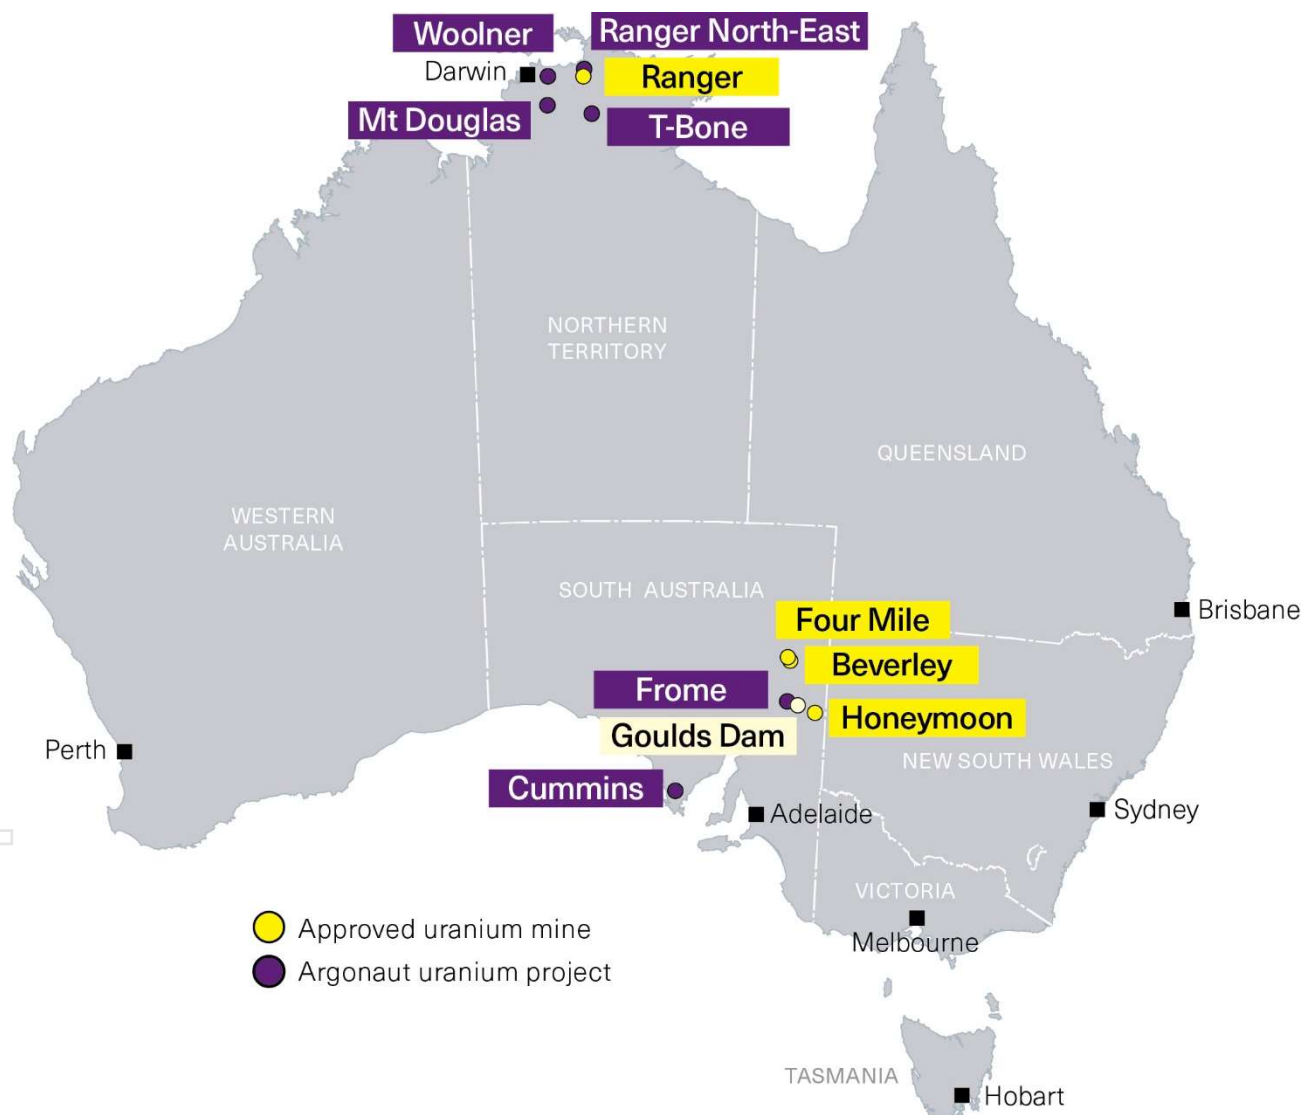 Woolner
Ranger North-East
Darwin
Ranger
Mt Douglas
T-Bone
NORTHERN
TERRITORY
QUEENSLAND
WESTERN
AUSTRALIA
SOUTH AUSTRALIA
Four Mile
Brisbane
Beverley
Frome
Honeymoon
Goulds Dam
Perth
NEW SOUTH WALES
Cummins
Adelaide
Sydney
VICTORIA
Melbourne
Approved uranium mine
Argonaut uranium project
TASMANIA
Hobart